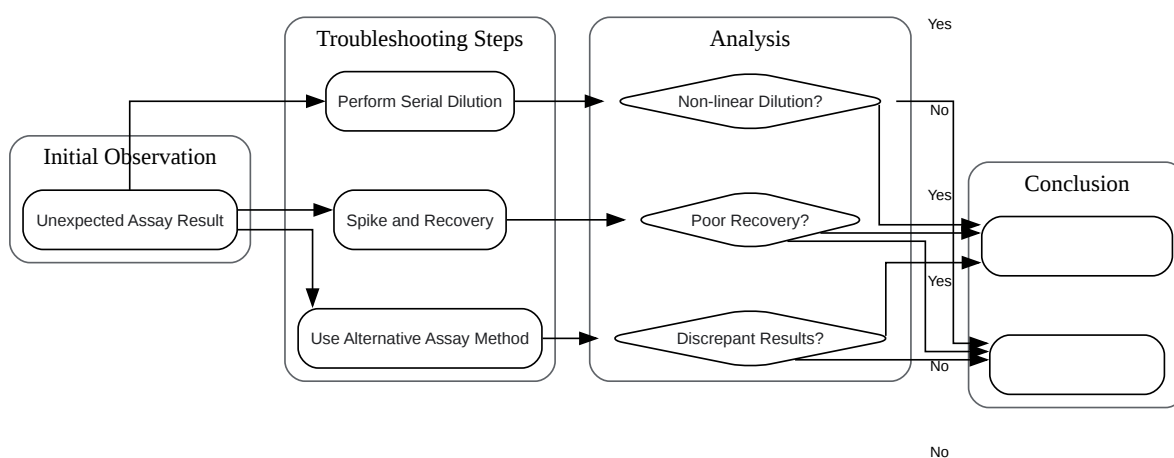 Initial Observation
Unexpected Assay Result
Troubleshooting Steps
Perform Serial Dilution
Spike and Recovery
Use Alternative Assay Method
Analysis
Non-linear Dilution?
Poor Recovery?
Discrepant Results?
Yes
No
Yes
Yes
No
No
Conclusion